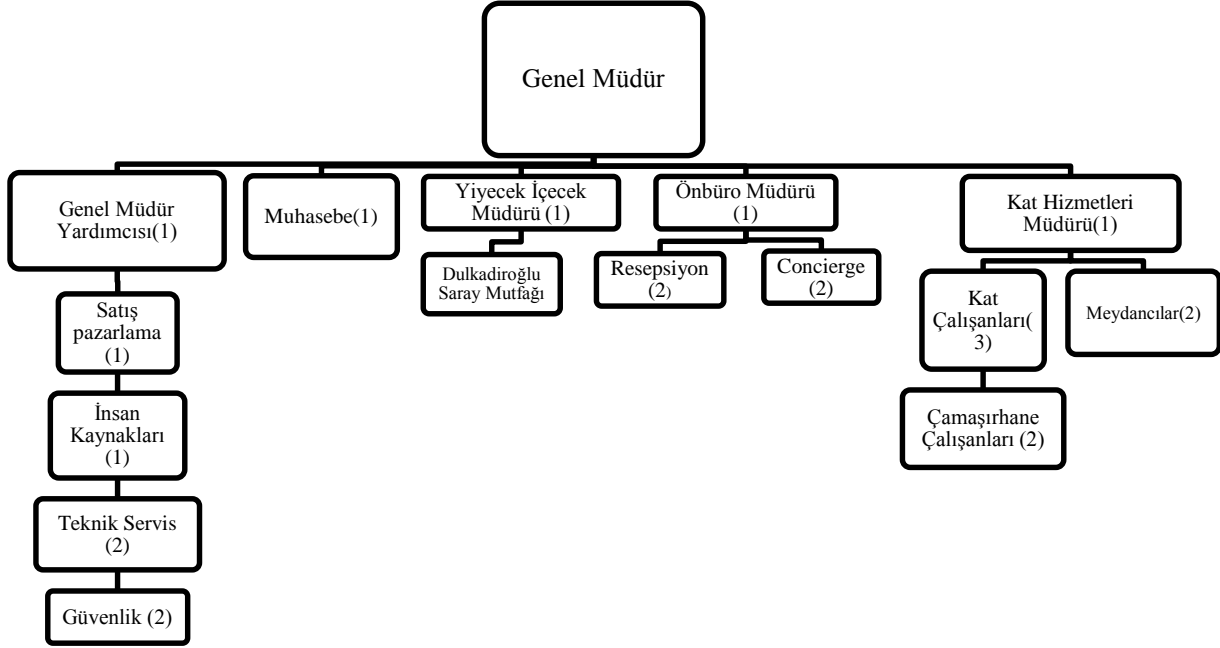 Genel Müdür
Genel Müdür
Yardımcısı(1)
Muhasebe(1)
Yiyecek İçecek
Müdürü (1)
Önbüro Müdürü
(1)
Kat Hizmetleri
Müdürü(1)
Satış
pazarlama
(1)
İnsan
Kaynakları
(1)
Teknik Servis
(2)
Güvenlik (2)
Dulkadiroğlu
Saray Mutfağı
Resepsiyon
(2)
Concierge
(2)
Kat
Çalışanları(
3)
Meydancılar(2)
Çamaşırhane
Çalışanları (2)